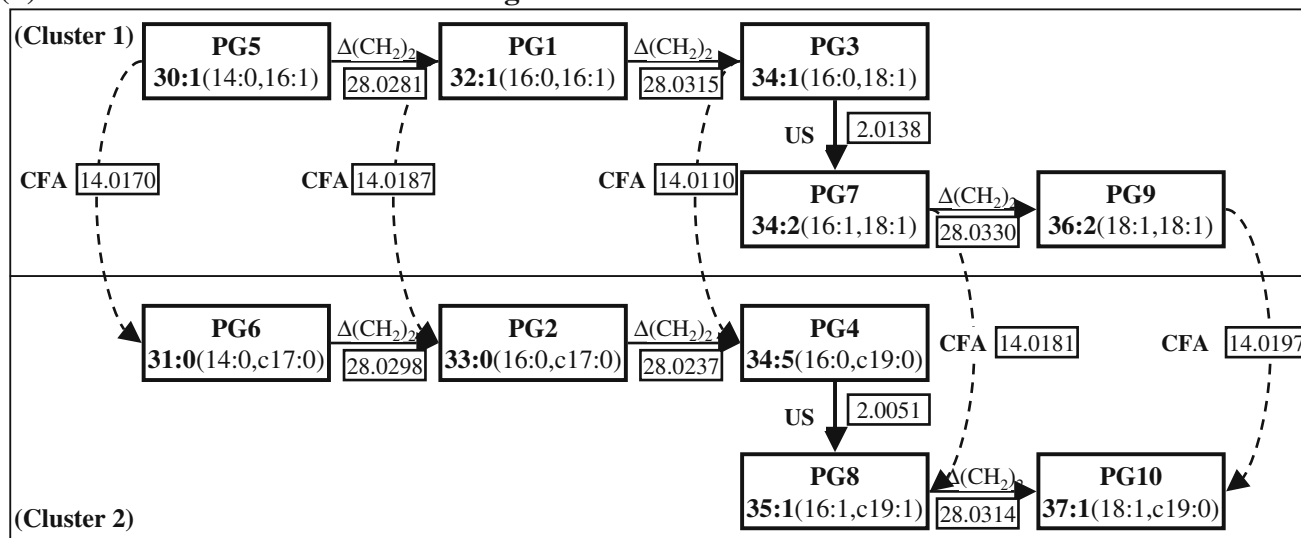 (Cluster 1)
PG5
30:1(14:0,16:1)
Δ(CH₂)₂
28.0281
PG1
32:1(16:0,16:1)
Δ(CH₂)₂
28.0315
PG3
34:1(16:0,18:1)
US
2.0138
CFA 14.0170
CFA 14.0187
CFA 14.0110
PG7
34:2(16:1,18:1)
Δ(CH₂)₂
28.0330
PG9
36:2(18:1,18:1)
PG6
31:0(14:0,c17:0)
Δ(CH₂)₂
28.0298
PG2
33:0(16:0,c17:0)
Δ(CH₂)₂
28.0237
PG4
34:5(16:0,c19:0)
CFA 14.0181
CFA 14.0197
US
2.0051
PG8
35:1(16:1,c19:1)
Δ(CH₂)₂
28.0314
PG10
37:1(18:1,c19:0)
(Cluster 2)